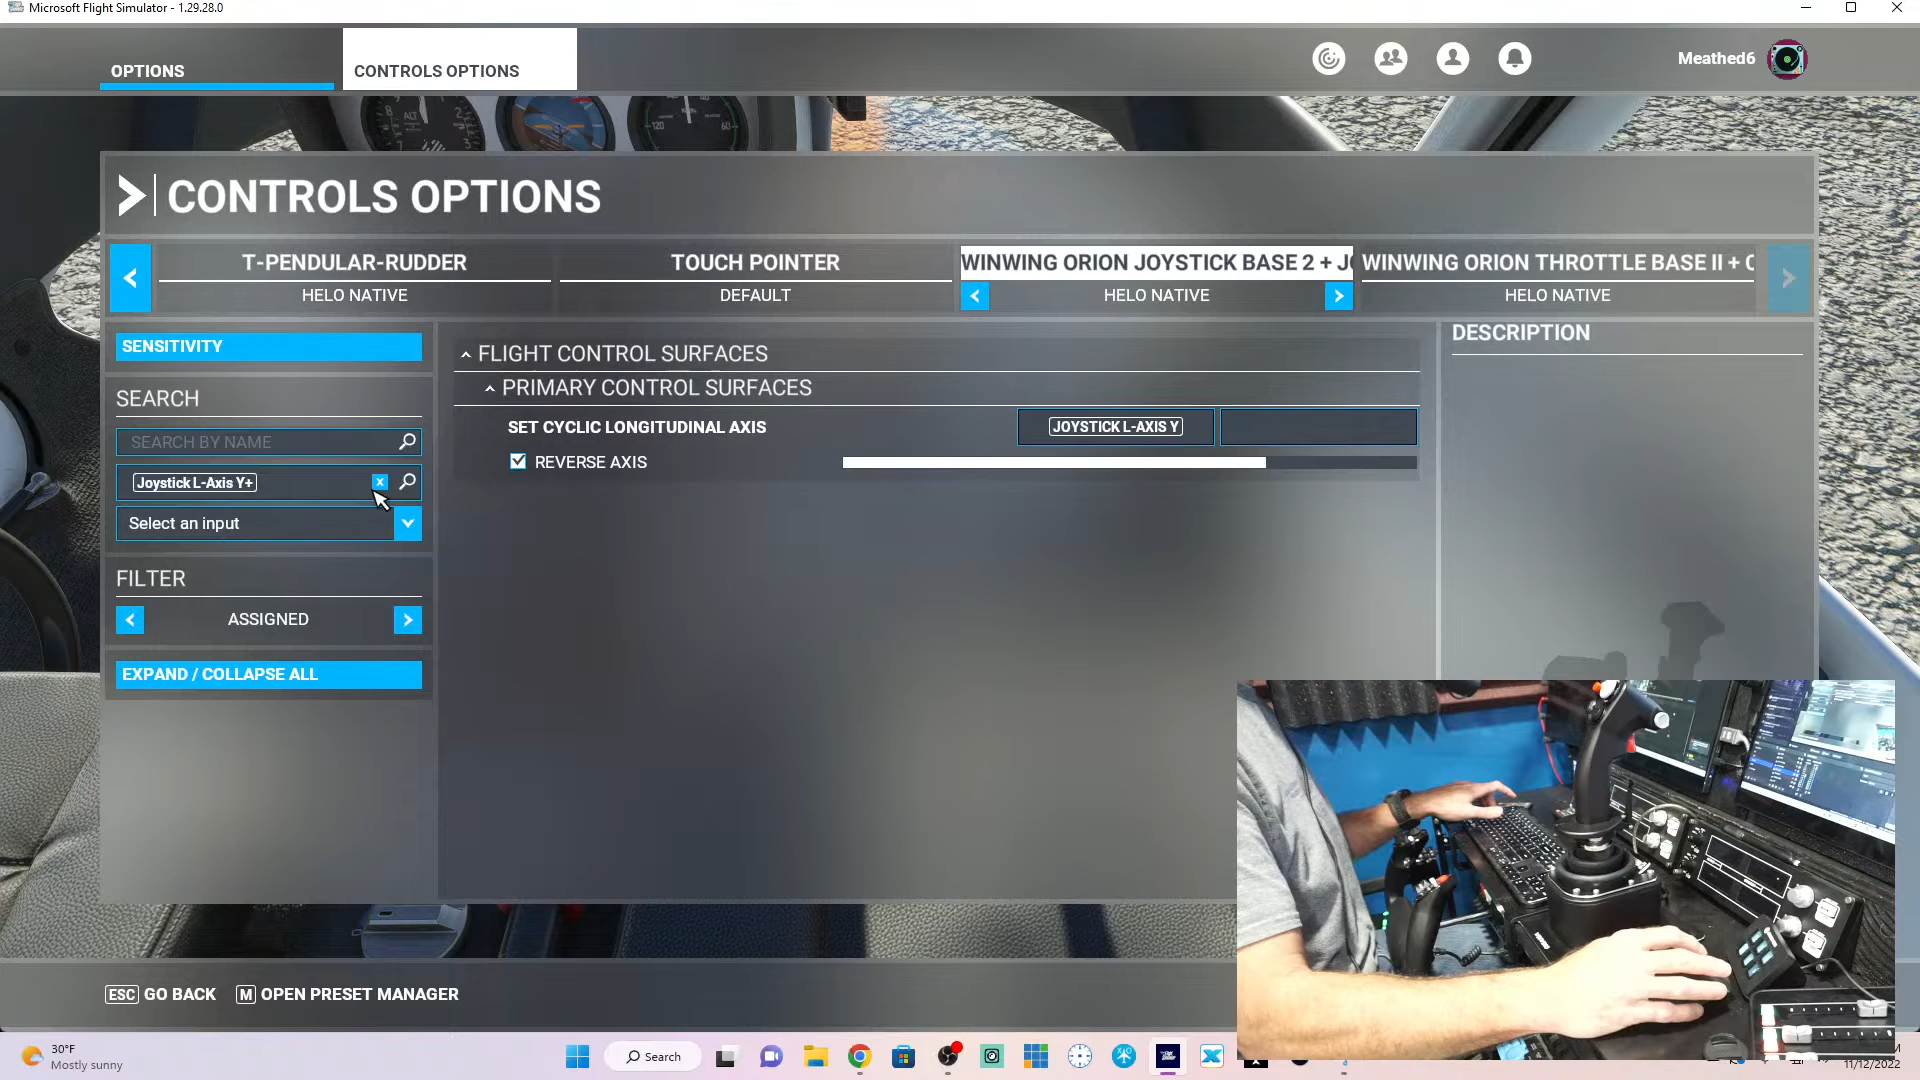 Microsoft Flight Simulator - 1.29.28.0
OPTIONS
CONTROLS OPTIONS
Meathed6
ALT
120
60
CONTROLS OPTIONS
T-PENDULAR-RUDDER
HELO NATIVE
TOUCH POINTER
DEFAULT
WINWING ORION JOYSTICK BASE 2 + JO
HELO NATIVE
WINWING ORION THROTTLE BASE II + C
HELO NATIVE
SENSITIVITY
SEARCH
SEARCH BY NAME
Joystick L-Axis Y+
Select an input
FILTER
ASSIGNED
EXPAND / COLLAPSE ALL
FLIGHT CONTROL SURFACES
PRIMARY CONTROL SURFACES
SET CYCLIC LONGITUDINAL AXIS
JOYSTICK L-AXIS Y
REVERSE AXIS
DESCRIPTION
ESC GO BACK
M OPEN PRESET MANAGER
30°F
Mostly sunny
Search
11/12/2022